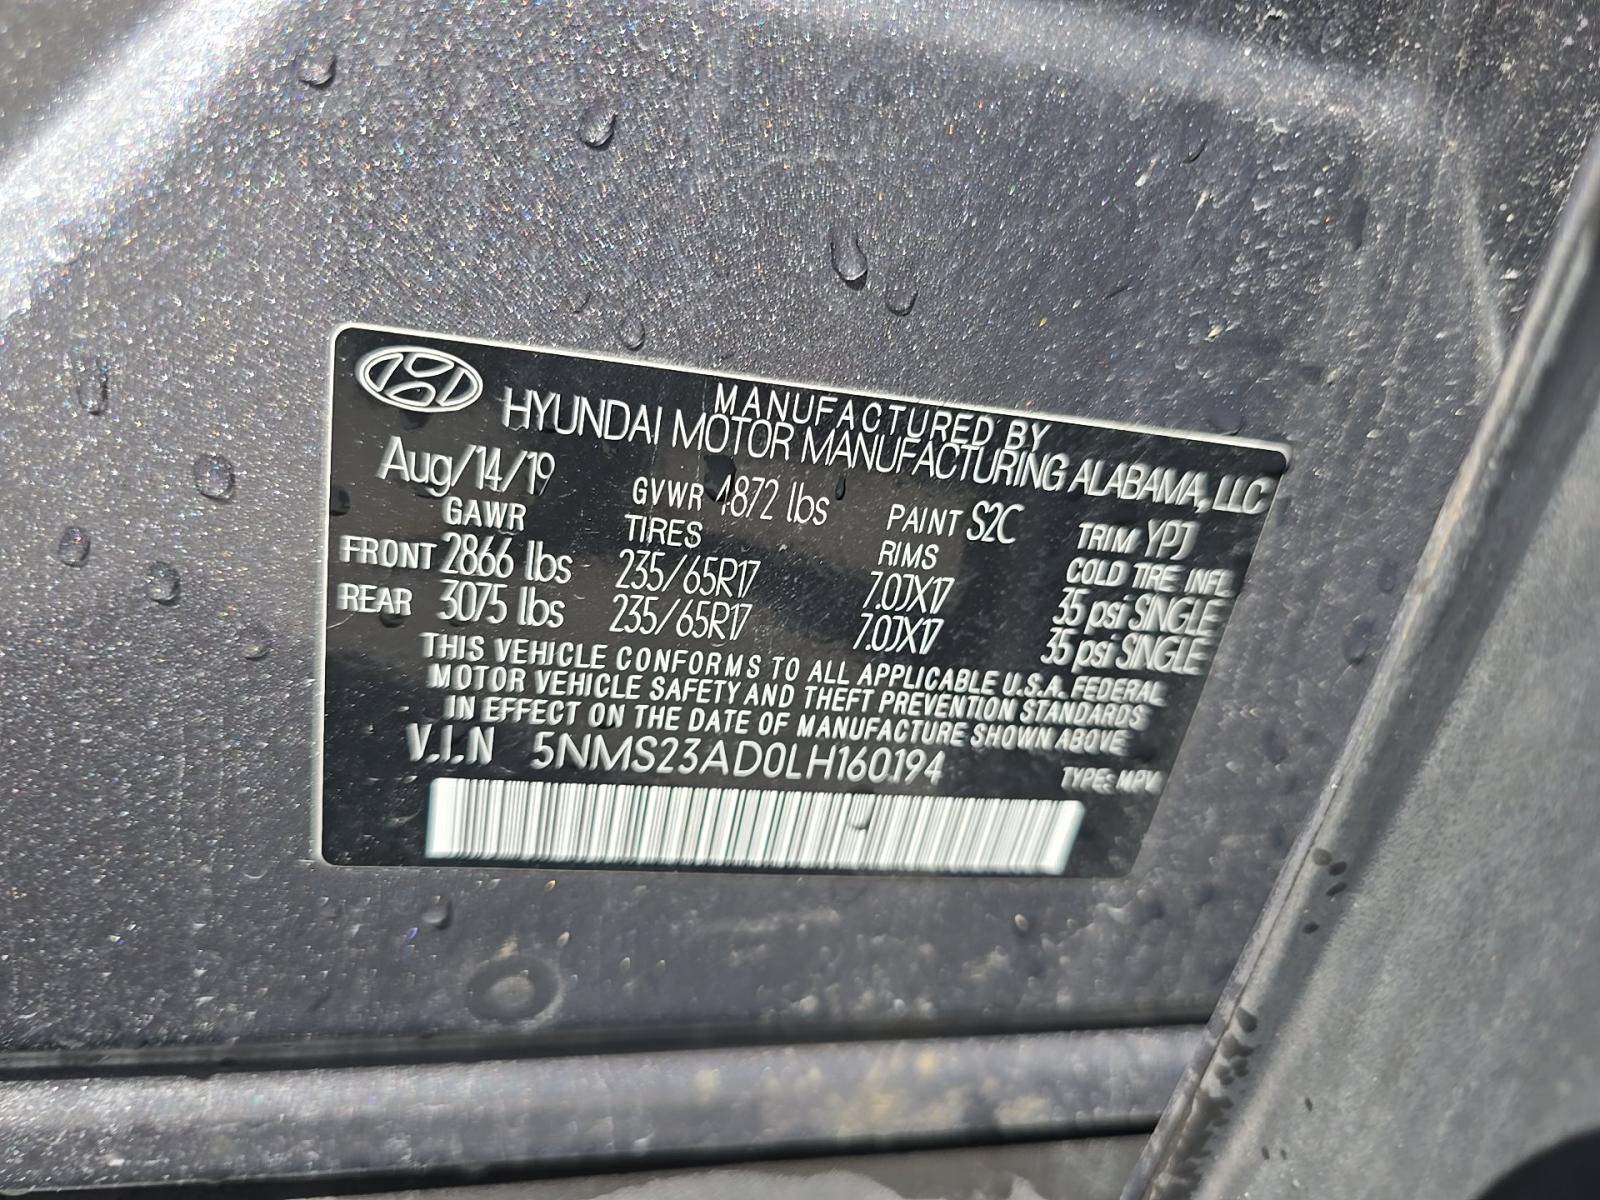 MANUFACTURED BY
HYUNDAI MOTOR MANUFACTURING ALABAMA, LLC
Aug/14/19 GVWR 4872 lbs PAINT S2C TRIM YPJ
GAWR TIRES RIMS COLD TIRE INFL
FRONT 2866 lbs 235/65R17 7.0JX17 35 psi SINGLE
REAR 3075 lbs 235/65R17 7.0JX17 35 psi SINGLE
THIS VEHICLE CONFORMS TO ALL APPLICABLE U.S.A. FEDERAL
MOTOR VEHICLE SAFETY AND THEFT PREVENTION STANDARDS
IN EFFECT ON THE DATE OF MANUFACTURE SHOWN ABOVE
V.I.N 5NMS23AD0LH160194 TYPE: MPV